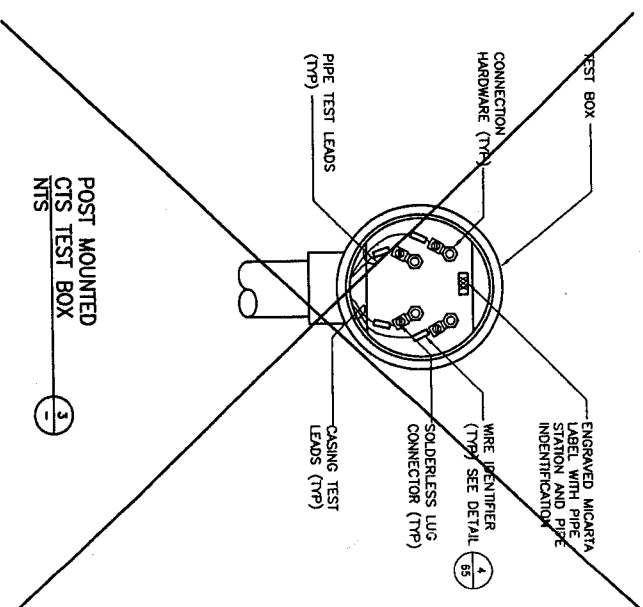 TEST BOX
CONNECTION
HARDWARE (TYP)
PIPE TEST LEADS
(TYP)
ENGRAVED MICARTA
LABEL WITH PIPE
STATION AND PIPE
INDENTIFICATION
WIRE IDENTIFIER
(TYP) SEE DETAIL
4
65
SOLDERLESS LUG
CONNECTOR (TYP)
CASING TEST
LEADS (TYP)
XXX
POST MOUNTED
CTS TEST BOX
NTS
3
-